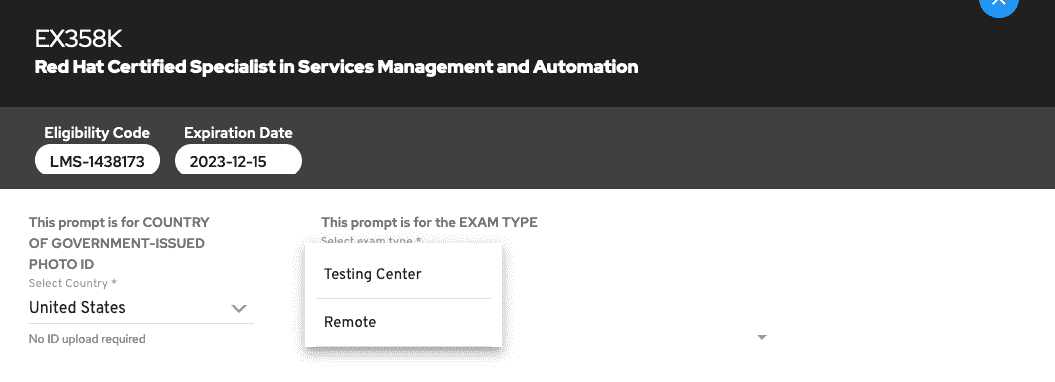 EX358K
Red Hat Certified Specialist in Services Management and Automation
Eligibility Code
Expiration Date
LMS-1438173
2023-12-15
This prompt is for COUNTRY
OF GOVERNMENT-ISSUED
PHOTO ID
Select Country *
United States
No ID upload required
This prompt is for the EXAM TYPE
Select exam type *
Testing Center
Remote